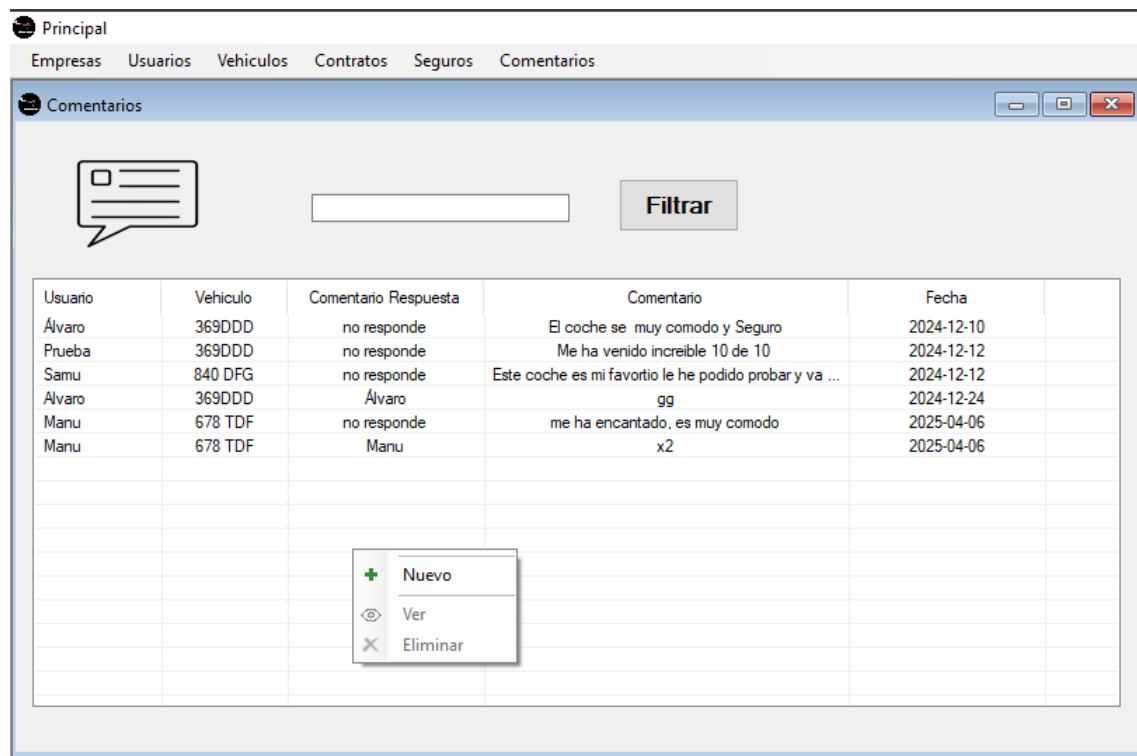 Principal
Empresas Usuarios Vehiculos Contratos Seguros Comentarios
Comentarios
Filtrar
Usuario Vehiculo Comentario Respuesta Comentario Fecha
Álvaro 369DDD no responde El coche se muy comodo y Seguro 2024-12-10
Prueba 369DDD no responde Me ha venido increible 10 de 10 2024-12-12
Samu 840 DFG no responde Este coche es mi favortio le he podido probar y va ... 2024-12-12
Alvaro 369DDD Álvaro gg 2024-12-24
Manu 678 TDF no responde me ha encantado, es muy comodo 2025-04-06
Manu 678 TDF Manu x2 2025-04-06
Nuevo
Ver
Eliminar